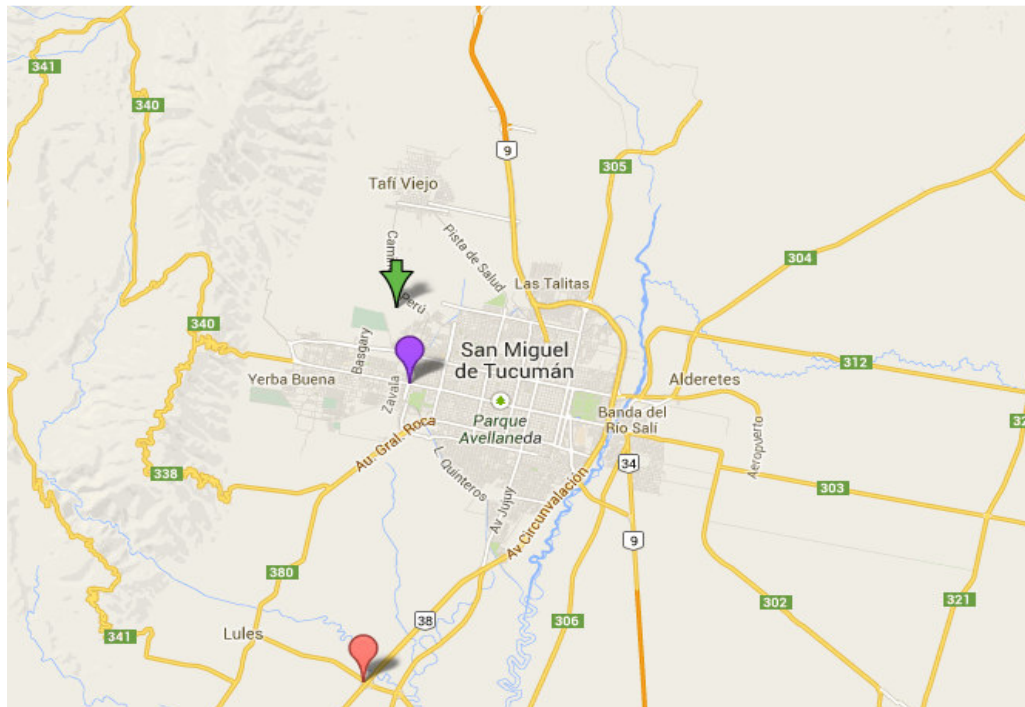 341
340
9
305
Tafí Viejo
Pista de Salud
304
Perú
Las Talitas
340
Basgary
312
San Miguel
de Tucumán
Yerba Buena
Zavala
Alderetes
Parque
Avellaneda
Banda del
Río Salí
Au. Gral. Roca
Aeropuerto
L. Quinteros
34
338
303
Av Jujuy
Av Circunvalación
9
380
302
321
38
306
Lules
341